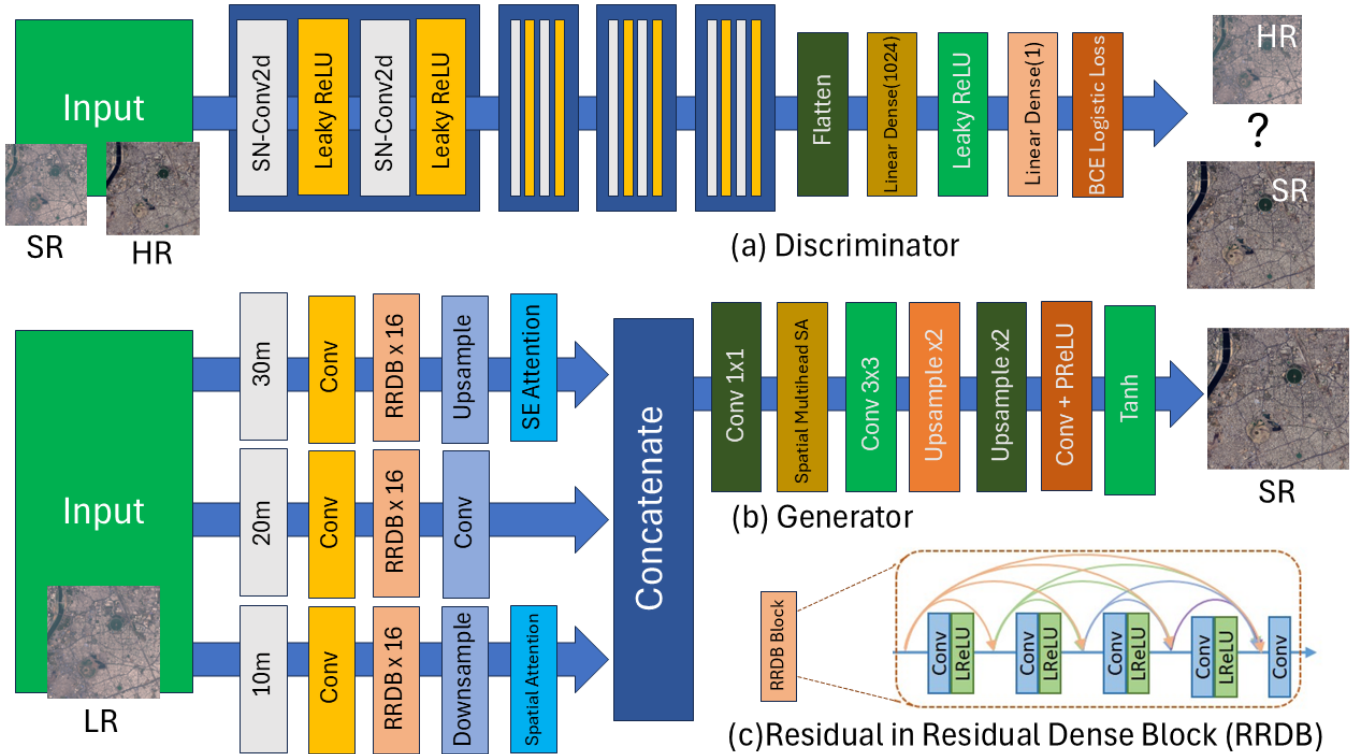 Input
SR
HR
SN-Conv2d
Leaky ReLU
SN-Conv2d
Leaky ReLU
Flatten
Linear Dense(1024)
Leaky ReLU
Linear Dense(1)
BCE Logistic Loss
HR
?
SR
(a) Discriminator
Input
LR
30m
Conv
RRDB x 16
Upsample
SE Attention
20m
Conv
RRDB x 16
Conv
10m
Conv
RRDB x 16
Downsample
Spatial Attention
Concatenate
Conv 1x1
Spatial Multihead SA
Conv 3x3
Upsample x2
Upsample x2
Conv + PReLU
Tanh
SR
(b) Generator
RRDB Block
Conv
LReLU
Conv
LReLU
Conv
LReLU
Conv
LReLU
Conv
(c)Residual in Residual Dense Block (RRDB)